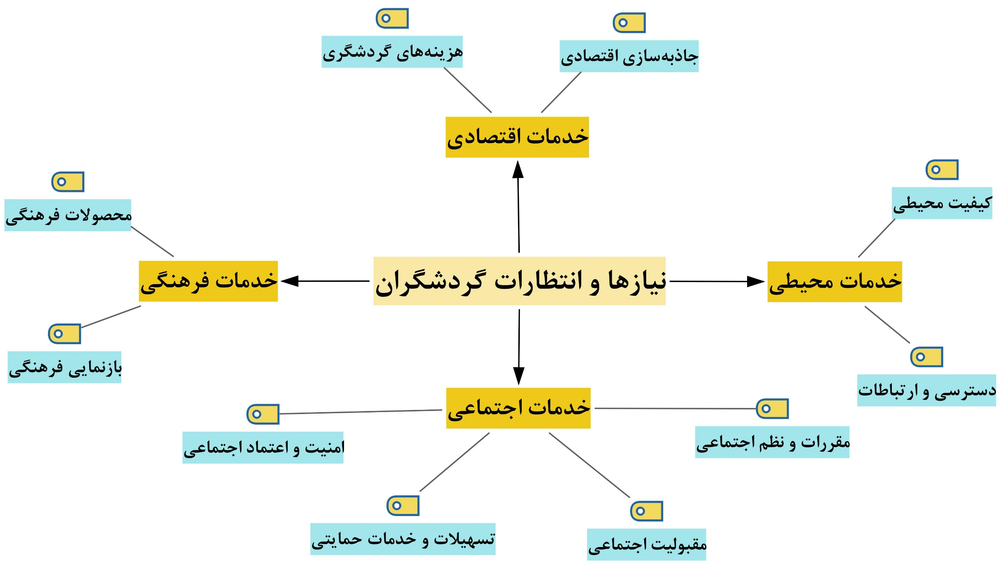 هزینه‌های گردشگری
جاذبه‌سازی اقتصادی
خدمات اقتصادی
کیفیت محیطی
محصولات فرهنگی
خدمات فرهنگی
نیازها و انتظارات گردشگران
خدمات محیطی
بازنمایی فرهنگی
دسترسی و ارتباطات
خدمات اجتماعی
مقررات و نظم اجتماعی
امنیت و اعتماد اجتماعی
تسهیلات و خدمات حمایتی
مقبولیت اجتماعی